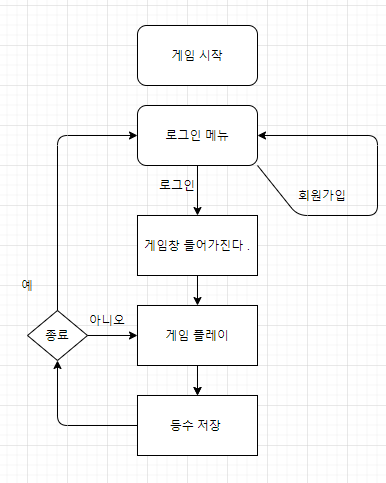 게임 시작
로그인 메뉴
로그인
회원가입
게임창 들어가진다 .
예
아니오
종료
게임 플레이
등수 저장